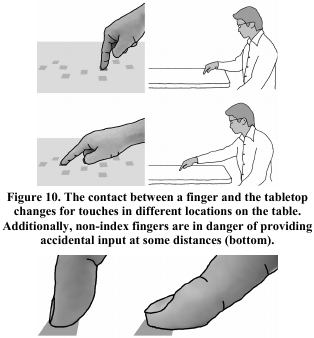 Figure 10. The contact between a finger and the tabletop
changes for touches in different locations on the table.
Additionally, non-index fingers are in danger of providing
accidental input at some distances (bottom).